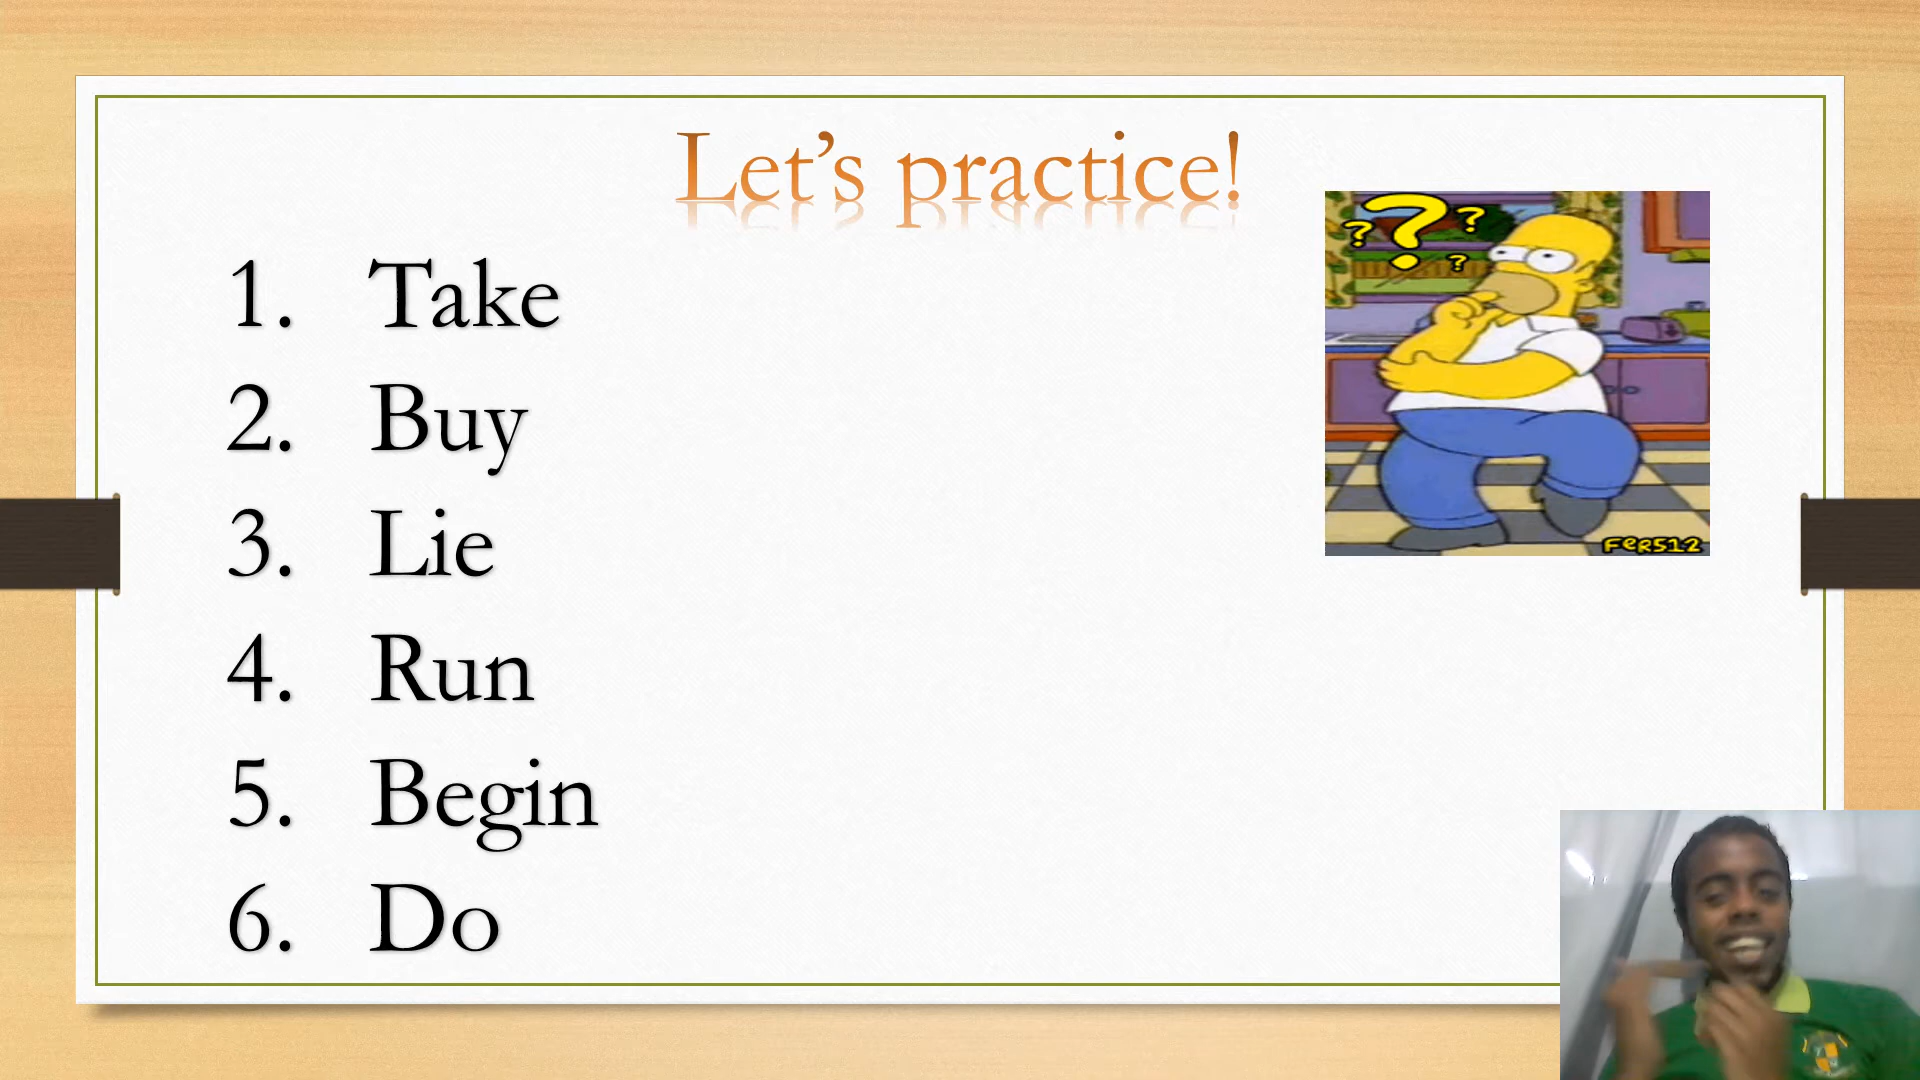 Let’s practice!
1. Take
2. Buy
3. Lie
4. Run
5. Begin
6. Do
? ? ? ?
FeR512